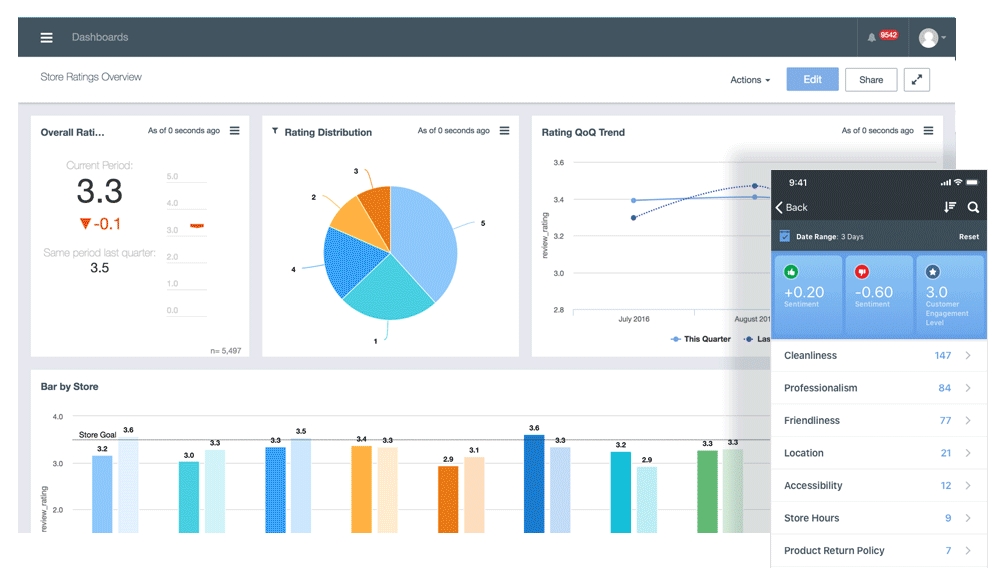 Dashboards
9542
Store Ratings Overview
Actions
Edit
Share
Overall Rati...
As of 0 seconds ago
Current Period:
3.3
-0.1
Same period last quarter:
3.5
5.0
4.0
3.0
2.0
1.0
0.0
n= 5,497
Rating Distribution
As of 0 seconds ago
3
2
5
4
1
Rating QoQ Trend
As of 0 seconds ago
3.6
3.4
3.2
3.0
2.8
review_rating
July 2016
August 201
This Quarter
Las
Bar by Store
4.0
3.0
2.0
review_rating
Store Goal
3.2
3.6
3.0
3.3
3.3
3.5
3.4
3.3
2.9
3.1
3.6
3.3
3.2
2.9
3.3
3.3
9:41
Back
Date Range: 3 Days
Reset
+0.20
Sentiment
-0.60
Sentiment
3.0
Customer
Engagement
Level
Cleanliness 147
Professionalism 84
Friendliness 77
Location 21
Accessibility 12
Store Hours 9
Product Return Policy 7